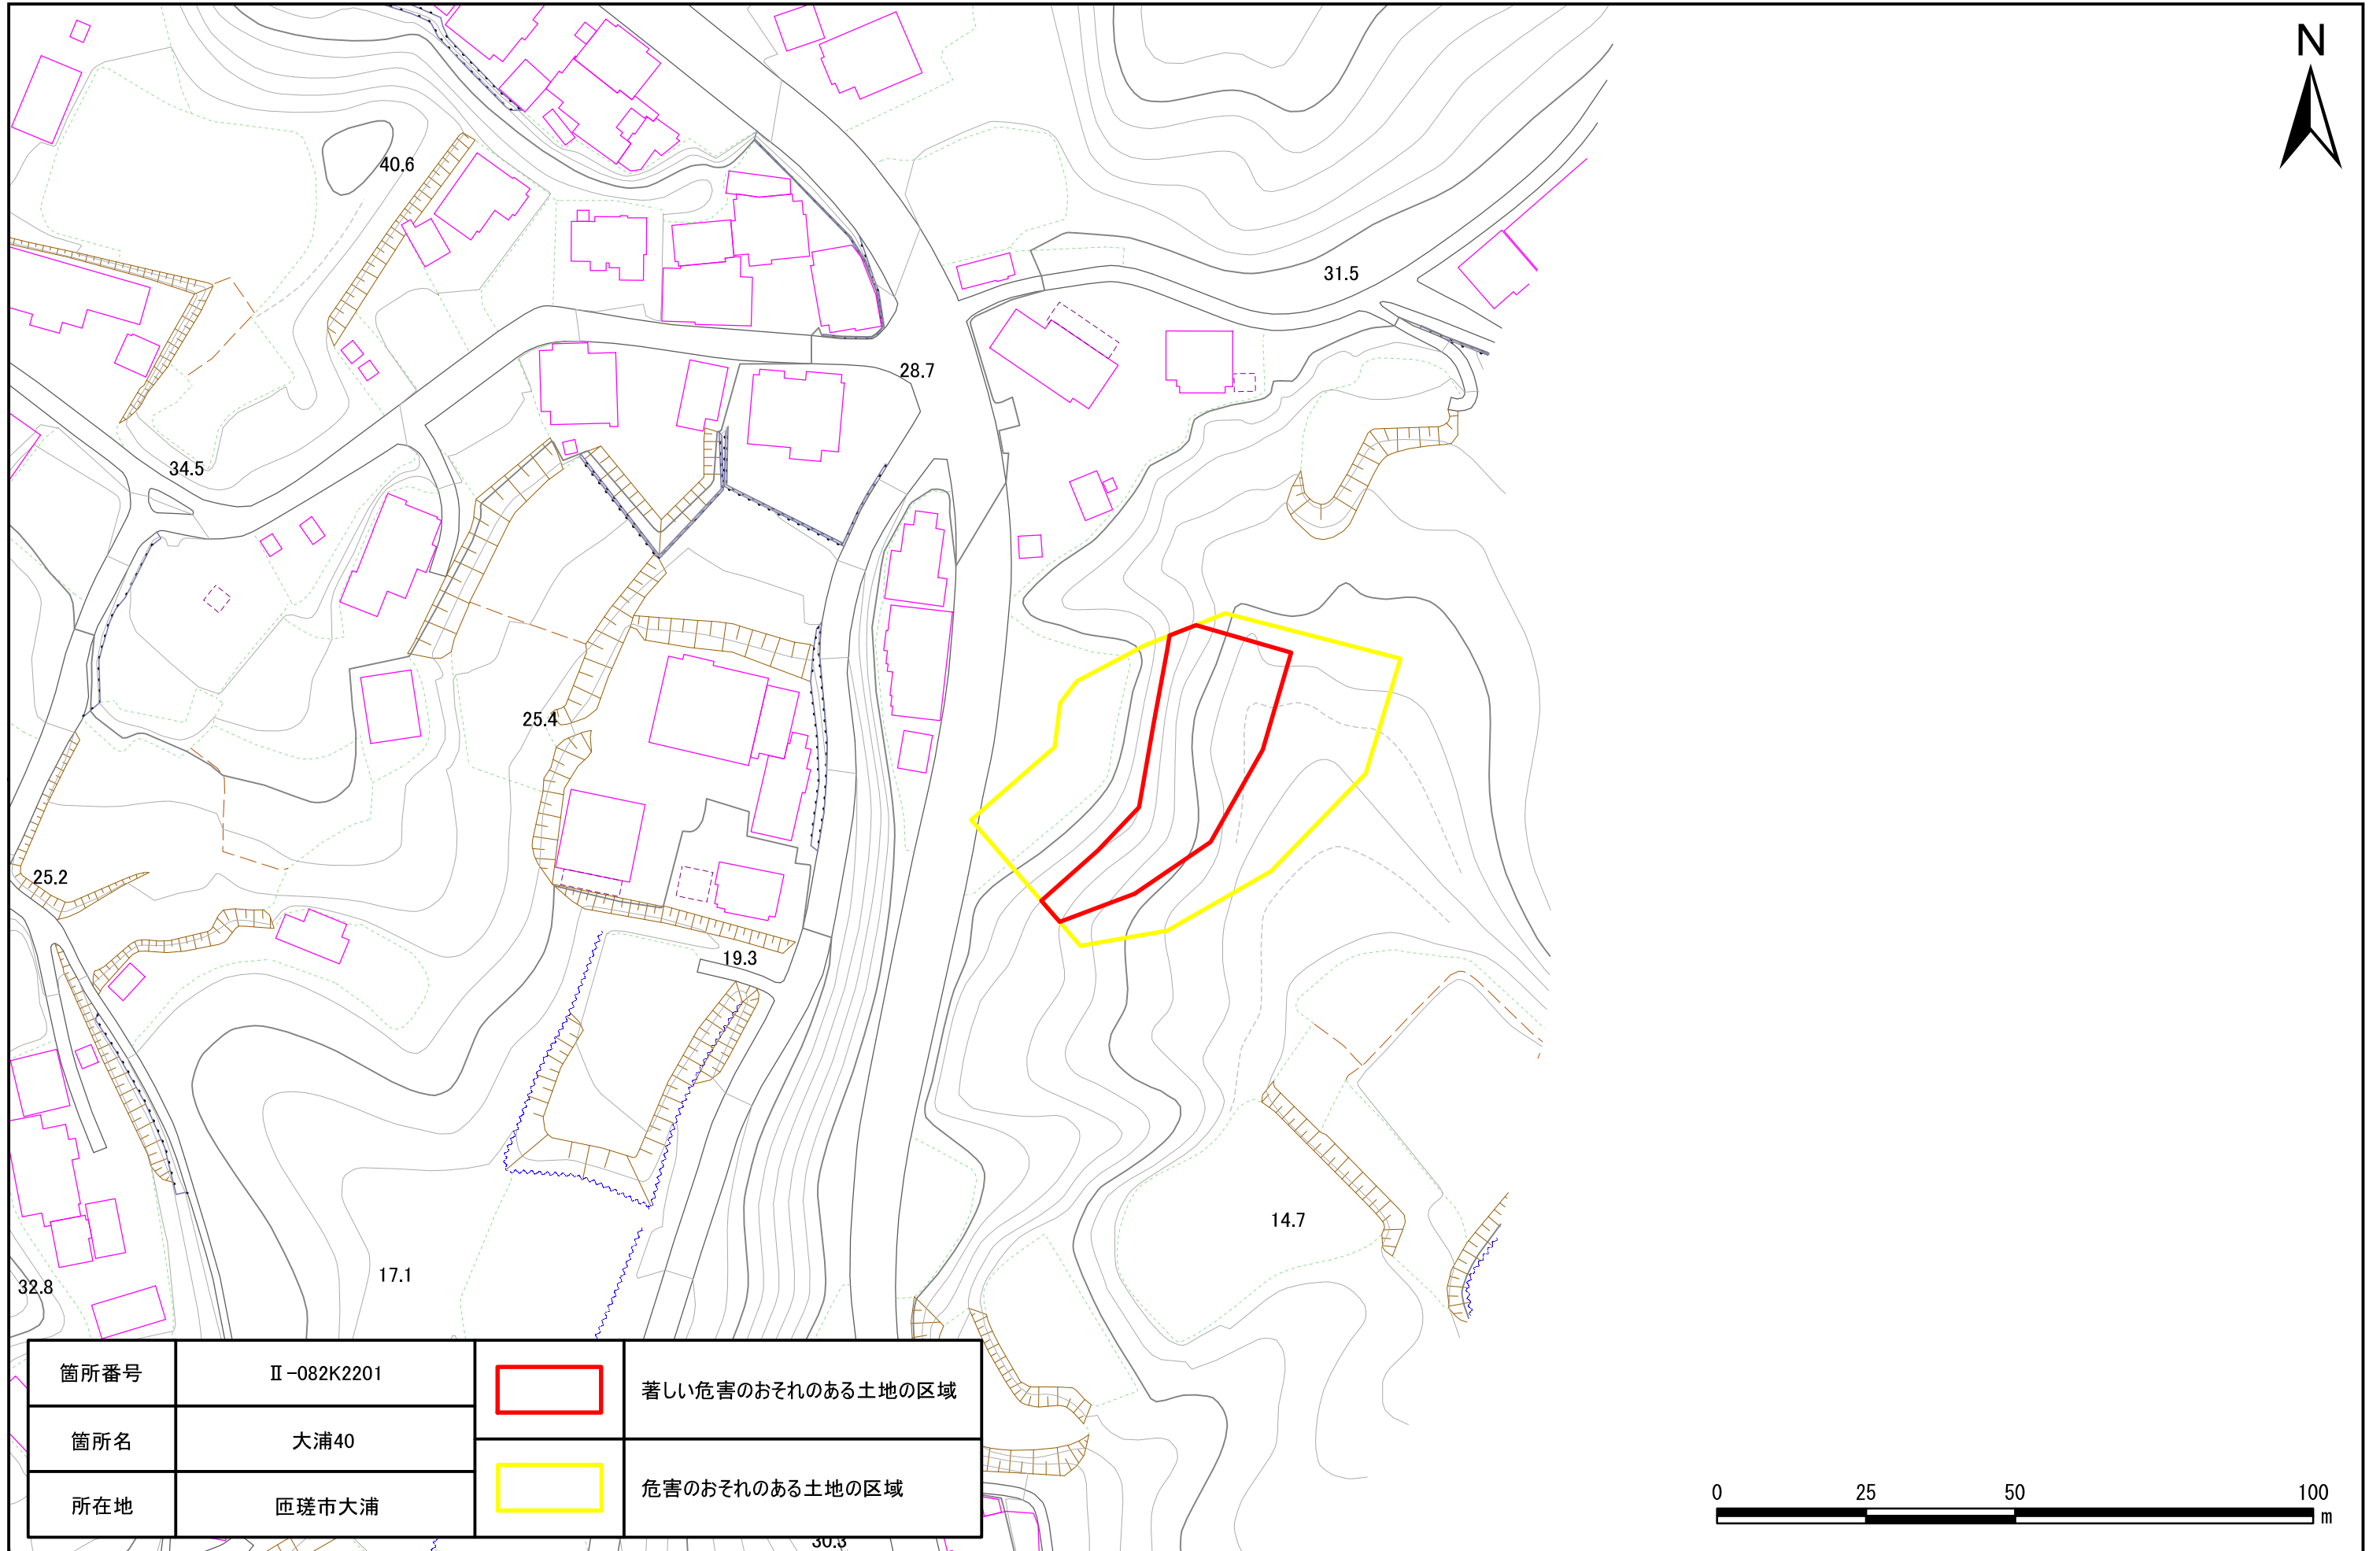 N
40.6
31.5
28.7
34.5
25.4
25.2
19.3
14.7
17.1
32.8
箇所番号 Ⅱ-082K2201
箇所名 大浦40
所在地 匝瑳市大浦
著しい危害のおそれのある土地の区域
危害のおそれのある土地の区域
0 25 50 100
m
30.3